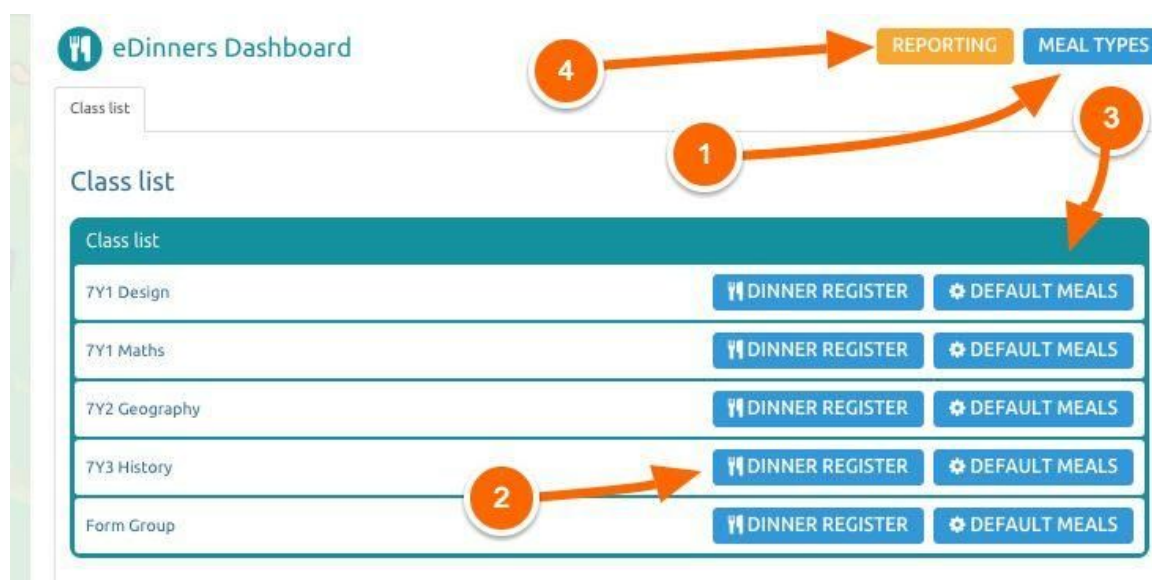 eDinners Dashboard
REPORTING MEAL TYPES
4
Class list
1
3
Class list
Class list
7Y1 Design DINNER REGISTER DEFAULT MEALS
7Y1 Maths DINNER REGISTER DEFAULT MEALS
7Y2 Geography DINNER REGISTER DEFAULT MEALS
7Y3 History DINNER REGISTER DEFAULT MEALS
2
Form Group DINNER REGISTER DEFAULT MEALS